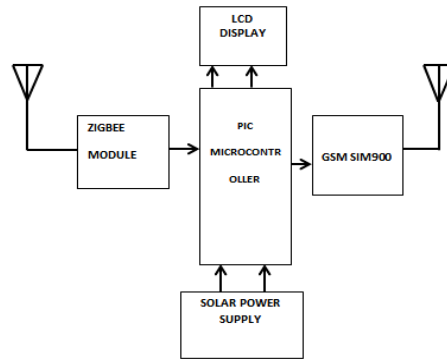 LCD
DISPLAY
ZIGBEE
MODULE
PIC
MICROCONTR
OLLER
GSM SIM900
SOLAR POWER
SUPPLY